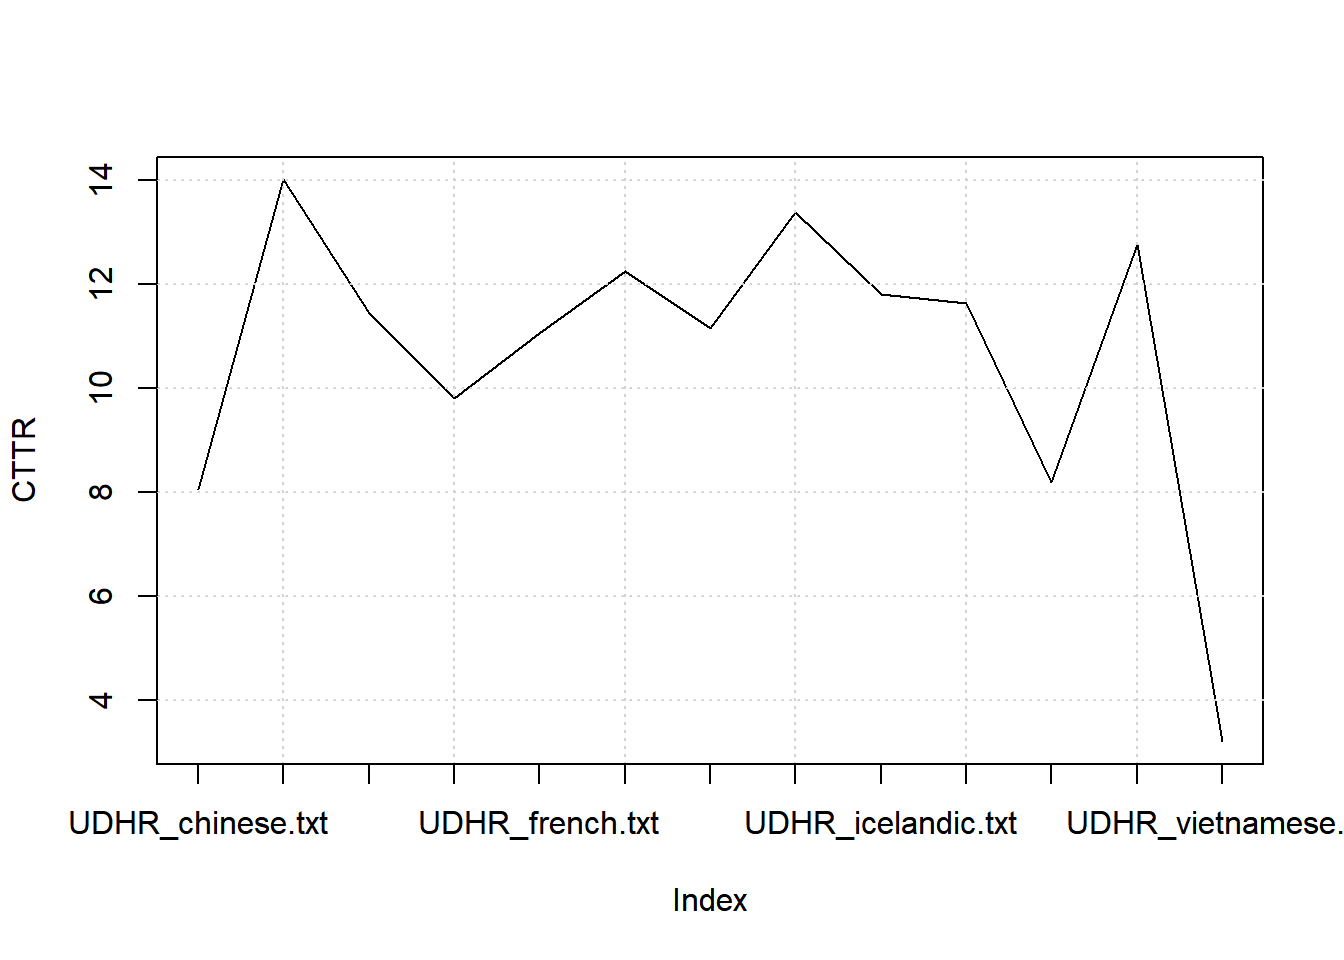 14
12
10
8
6
4
CTTR
UDHR_chinese.txt UDHR_french.txt UDHR_icelandic.txt UDHR_vietnamese.
Index